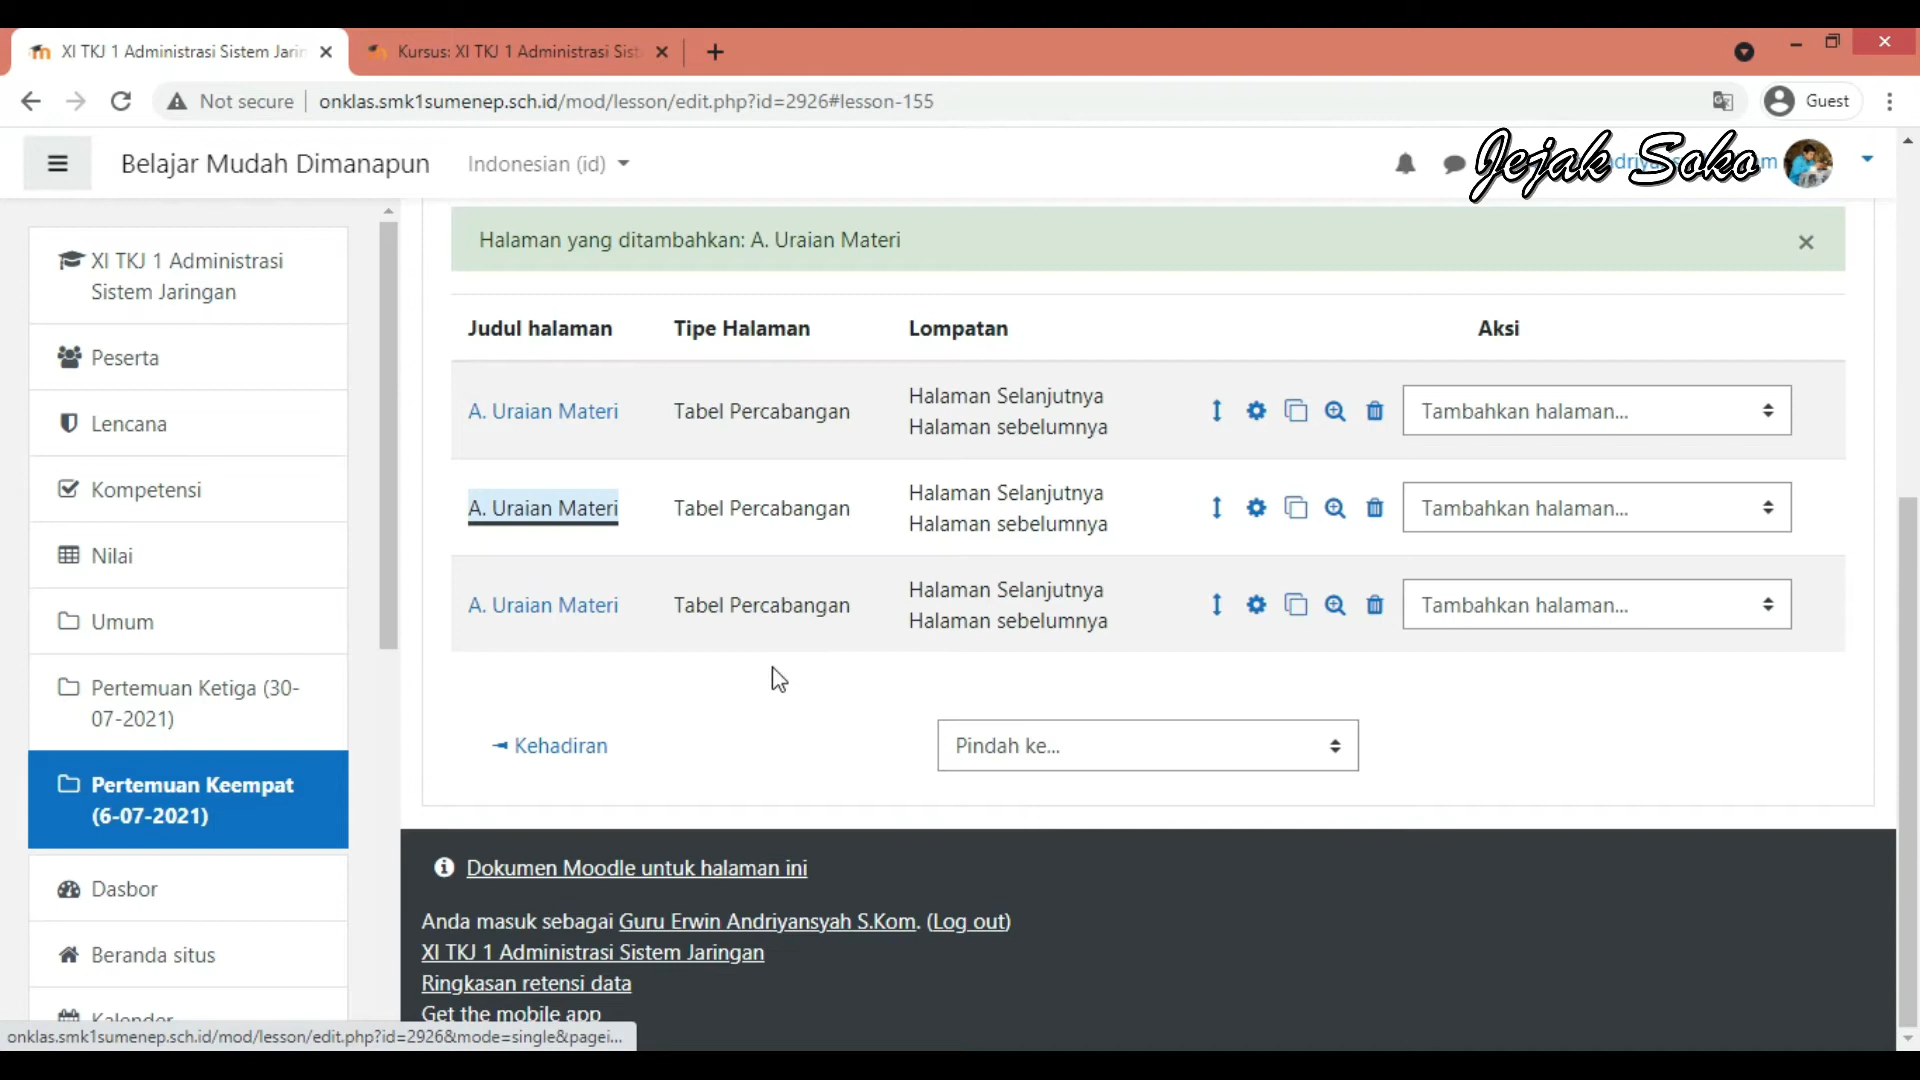 XI TKJ 1 Administrasi Sistem Jarin
Kursus: XI TKJ 1 Administrasi Sist
Not secure
onklas.smk1sumenep.sch.id/mod/lesson/edit.php?id=2926#lesson-155
Guest
Belajar Mudah Dimanapun
Indonesian (id)
Jejak Soko
XI TKJ 1 Administrasi
Sistem Jaringan
Peserta
Lencana
Kompetensi
Nilai
Umum
Pertemuan Ketiga (30-
07-2021)
Pertemuan Keempat
(6-07-2021)
Dasbor
Beranda situs
Kalender
Halaman yang ditambahkan: A. Uraian Materi
Judul halaman Tipe Halaman Lompatan Aksi
A. Uraian Materi Tabel Percabangan Halaman Selanjutnya
Halaman sebelumnya
Tambahkan halaman...
A. Uraian Materi Tabel Percabangan Halaman Selanjutnya
Halaman sebelumnya
Tambahkan halaman...
A. Uraian Materi Tabel Percabangan Halaman Selanjutnya
Halaman sebelumnya
Tambahkan halaman...
Kehadiran
Pindah ke...
Dokumen Moodle untuk halaman ini
Anda masuk sebagai Guru Erwin Andriyansyah S.Kom. (Log out)
XI TKJ 1 Administrasi Sistem Jaringan
Ringkasan retensi data
Get the mobile app
onklas.smk1sumenep.sch.id/mod/lesson/edit.php?id=2926&mode=single&pagei...